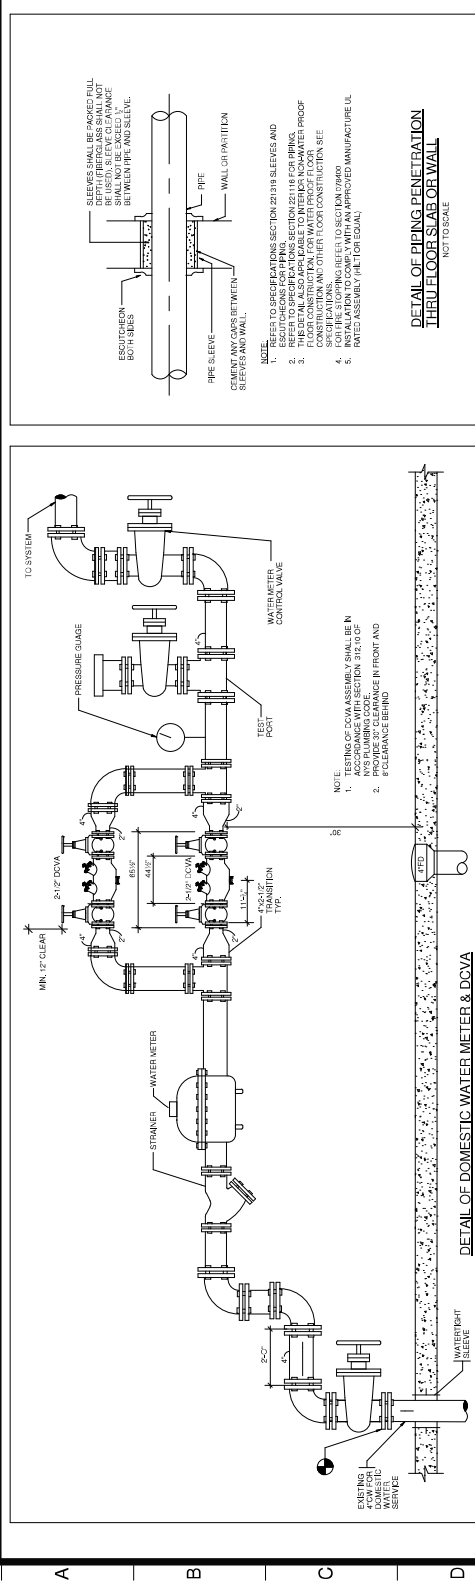 SLEEVES SHALL BE PACKED FULL
DEPTH (FIBERGLASS SHALL NOT
BE USED). SLEEVE CLEARANCE
SHALL NOT BE EXCEED ½"
BETWEEN PIPE AND SLEEVE.
ESCUTCHEON
BOTH SIDES
PIPE
WALL OR PARTITION
PIPE SLEEVE
CEMENT ANY GAPS BETWEEN
SLEEVES AND WALL.
NOTE:
1. REFER TO SPECIFICATIONS SECTION 221319 SLEEVES AND
ESCUTCHEONS FOR PIPING.
2. REFER TO SPECIFICATIONS SECTION 221116 FOR PIPING.
3. THIS DETAIL ALSO APPLICABLE TO INTERIOR NON-WATER PROOF
FLOOR CONSTRUCTION, FOR WATER PROOF FLOOR
CONSTRUCTION AND OTHER FLOOR CONSTRUCTION SEE
SPECIFICATIONS.
4. FOR FIRE STOPPING REFER TO SECTION 078400
5. INSTALLATION TO COMPLY WITH AN APPROVED MANUFACTURE UL
RATED ASSEMBLY (HILTI OR EQUAL)
DETAIL OF PIPING PENETRATION
THRU FLOOR SLAB OR WALL
NOT TO SCALE
TO SYSTEM
PRESSURE GUAGE
WATER METER
CONTROL VALVE
4"
TEST
PORT
MIN. 12" CLEAR
2-1/2" DCVA
4"
2"
2"
4"
65½"
44½"
2-1/2" DCVA
4"
2"
2"
4"
4"X2-1/2"
TRANSITION
TYP.
30"
NOTE:
1. TESTING OF DCVA ASSEMBLY SHALL BE IN
ACCORDANCE WITH SECTION 312.10 OF
NYS PLUMBING CODE.
2. PROVIDE 30" CLEARANCE IN FRONT AND
8" CLEARANCE BEHIND
4"FD
STRAINER
WATER METER
2'-0"
4"
EXISTING
4"CW FOR
DOMESTIC
WATER
SERVICE
WATERTIGHT
SLEEVE
DETAIL OF DOMESTIC WATER METER & DCVA
A
B
C
D